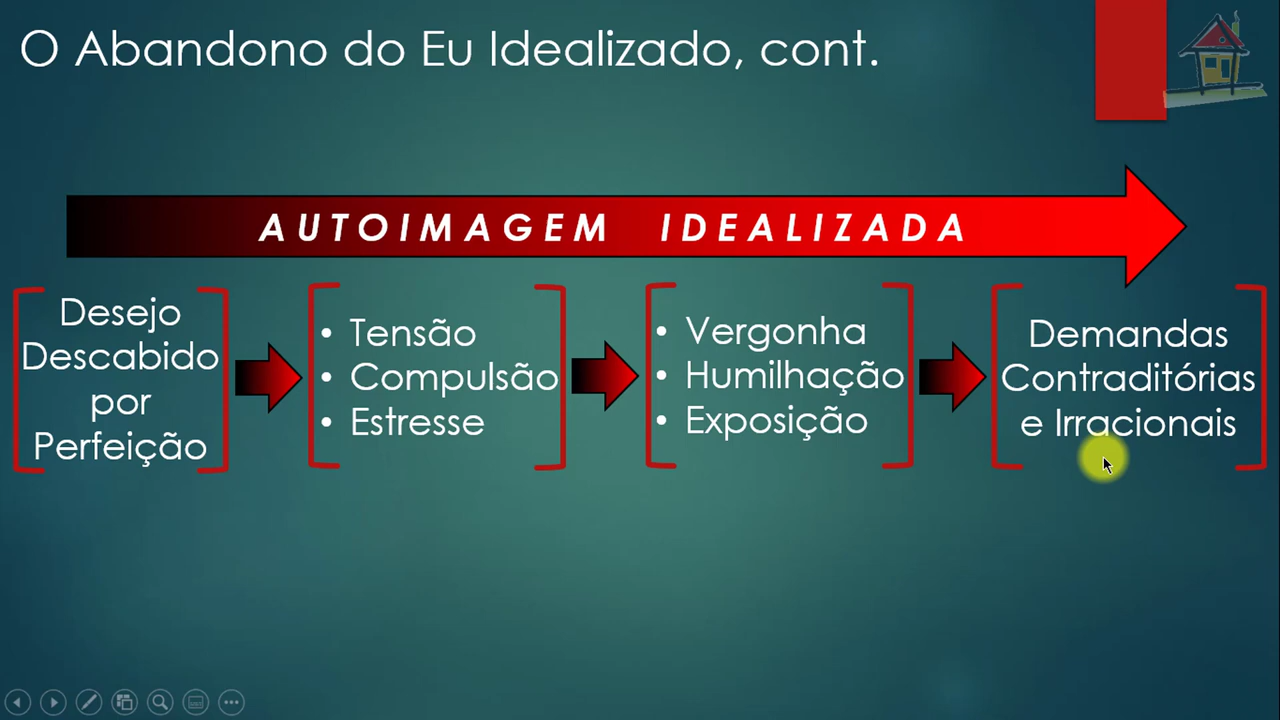 O Abandono do Eu Idealizado, cont.
AUTOIMAGEM IDEALIZADA
Desejo
Descabido
por
Perfeição
• Tensão
• Compulsão
• Estresse
• Vergonha
• Humilhação
• Exposição
Demandas
Contraditórias
e Irracionais